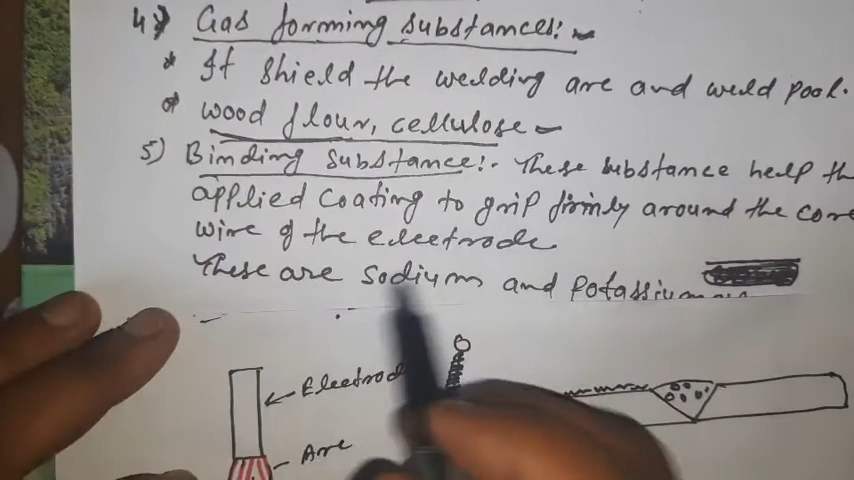 4) Gas forming substances:-
* It shield the welding arc and weld pool.
* wood flour, cellulose -
5) Binding substance:- These substance help the
applied coating to grip firmly around the core
wire of the electrode
These are sodium and Potassium
Electrode
Arc